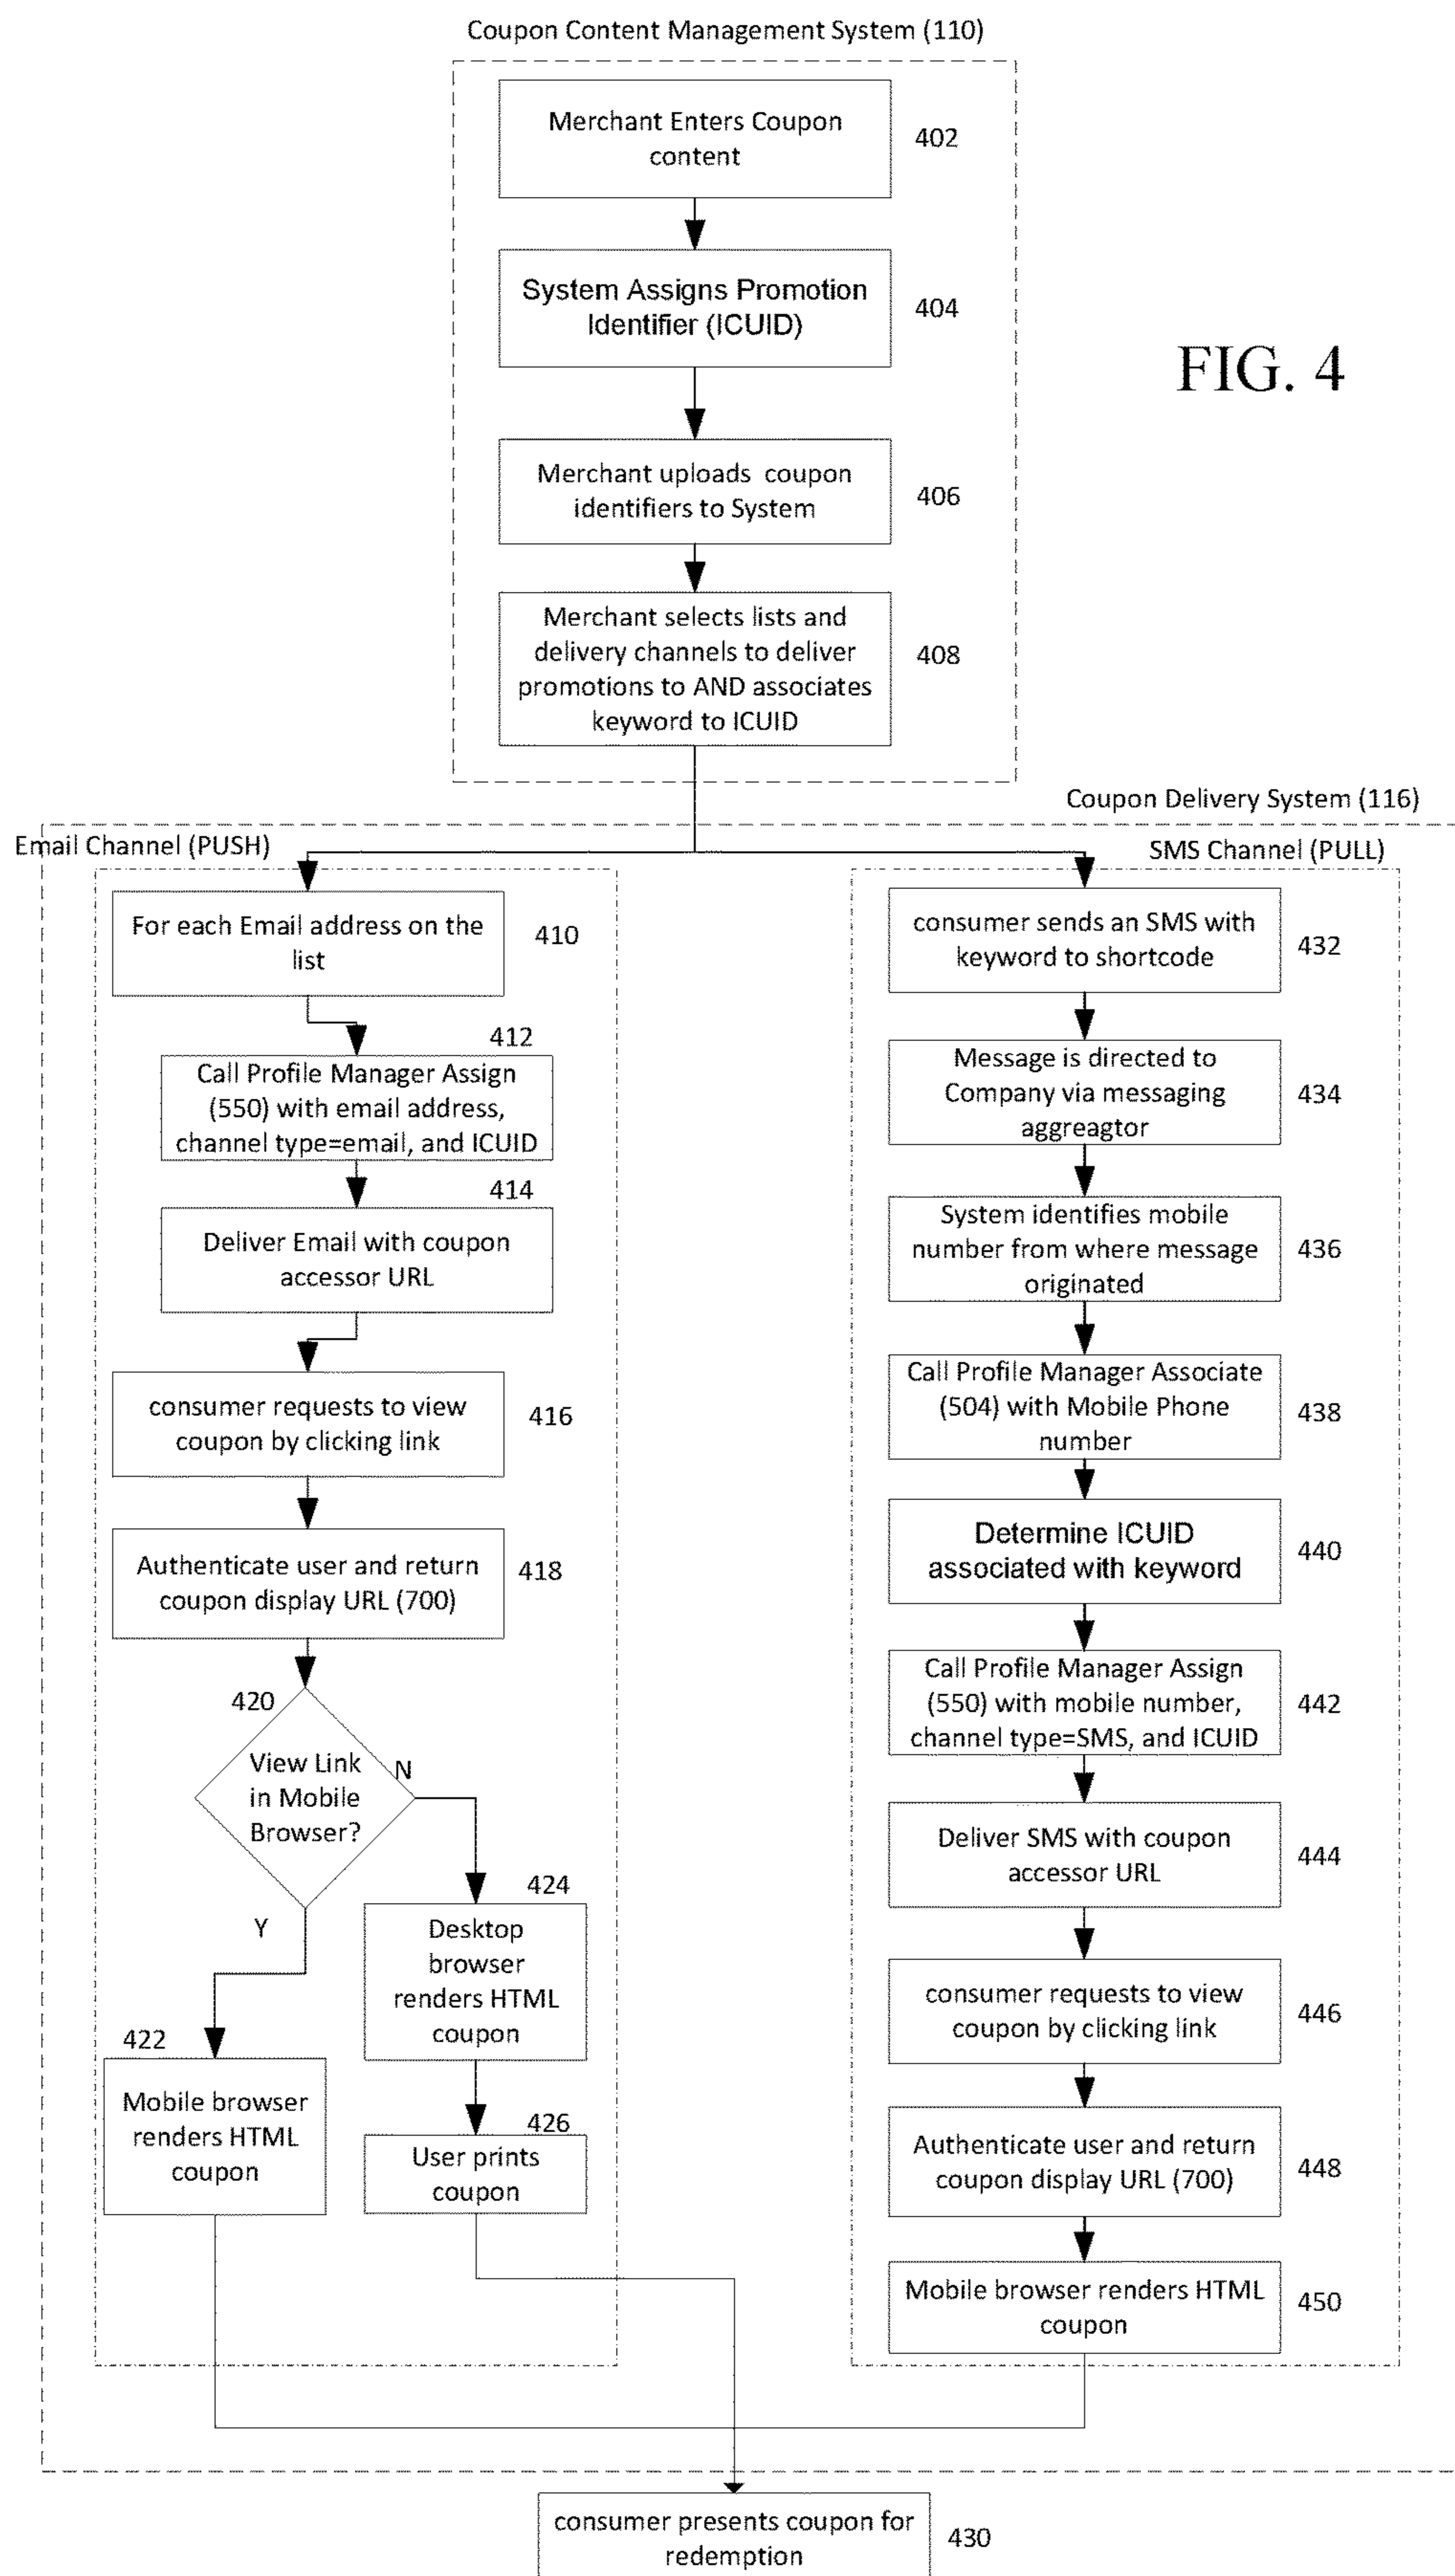 Coupon Content Management System (110)
Merchant Enters Coupon
content
402
System Assigns Promotion
Identifier (ICUID)
404
FIG. 4
Merchant uploads coupon
identifiers to System
406
Merchant selects lists and
delivery channels to deliver
promotions to AND associates
keyword to ICUID
408
Coupon Delivery System (116)
Email Channel (PUSH)
For each Email address on the
list
410
412
Call Profile Manager Assign
(550) with email address,
channel type=email, and ICUID
414
Deliver Email with coupon
accessor URL
consumer requests to view
coupon by clicking link
416
Authenticate user and return
coupon display URL (700)
418
420
View Link
in Mobile
Browser?
N
Y
424
Desktop
browser
renders HTML
coupon
422
Mobile browser
renders HTML
coupon
426
User prints
coupon
SMS Channel (PULL)
consumer sends an SMS with
keyword to shortcode
432
Message is directed to
Company via messaging
aggreagtor
434
System identifies mobile
number from where message
originated
436
Call Profile Manager Associate
(504) with Mobile Phone
number
438
Determine ICUID
associated with keyword
440
Call Profile Manager Assign
(550) with mobile number,
channel type=SMS, and ICUID
442
Deliver SMS with coupon
accessor URL
444
consumer requests to view
coupon by clicking link
446
Authenticate user and return
coupon display URL (700)
448
Mobile browser renders HTML
coupon
450
consumer presents coupon for
redemption
430